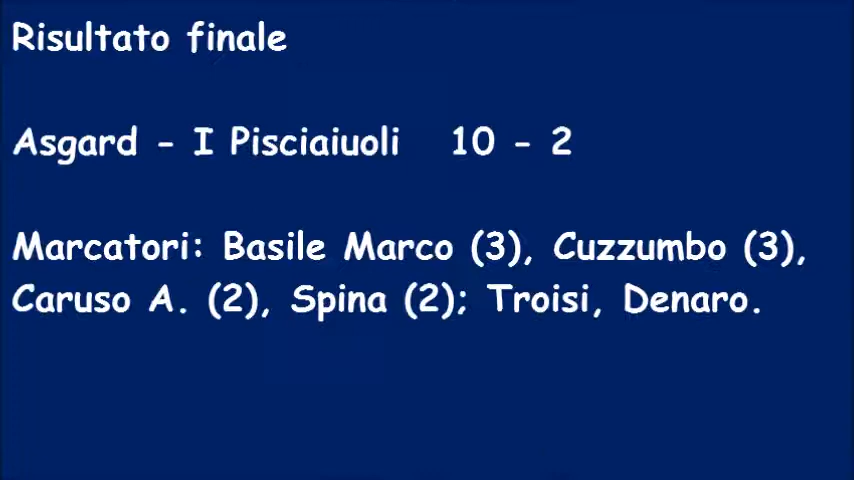 Risultato finale
Asgard - I Pisciaiuoli 10 - 2
Marcatori: Basile Marco (3), Cuzzumbo (3),
Caruso A. (2), Spina (2); Troisi, Denaro.